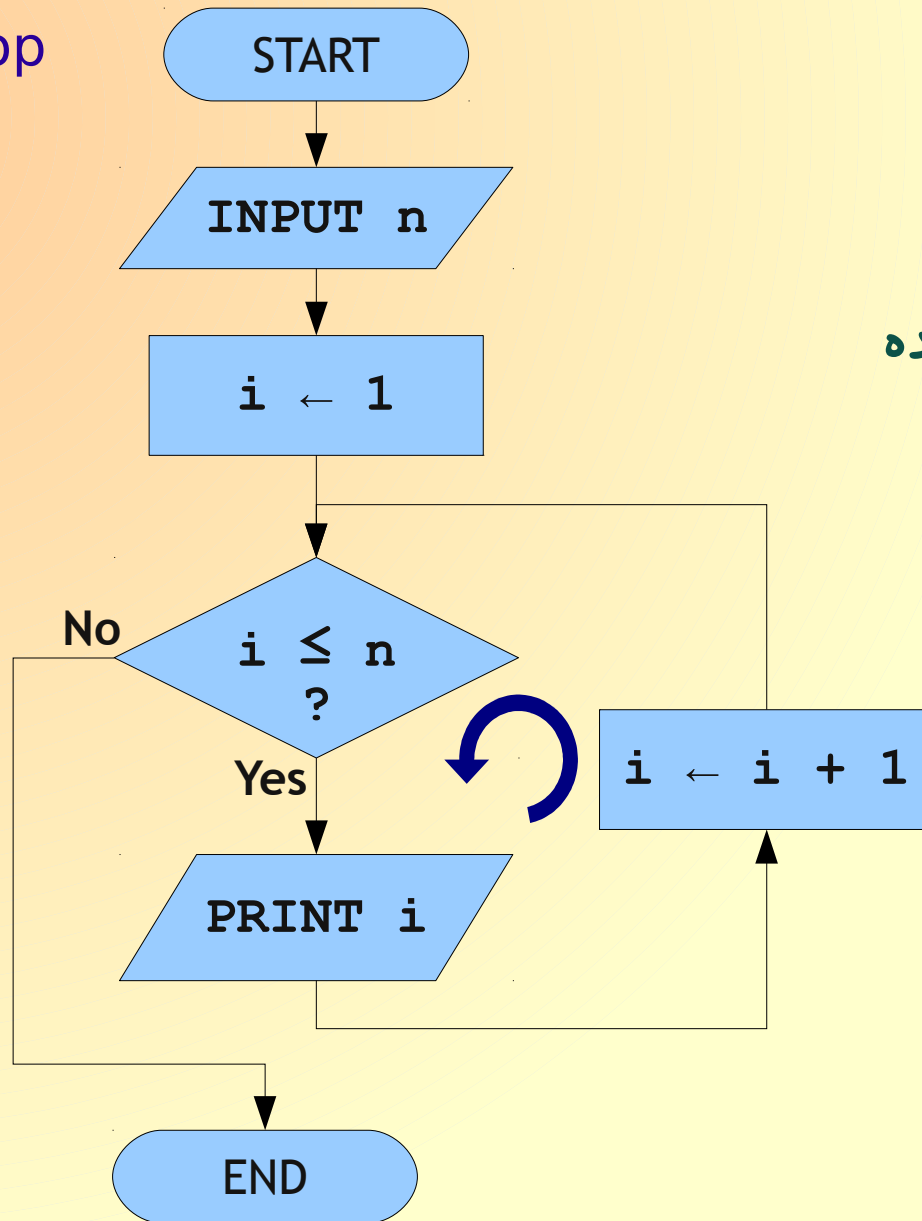 START
INPUT n
i ← 1
No
i ≤ n
?
Yes
i ← i + 1
PRINT i
END